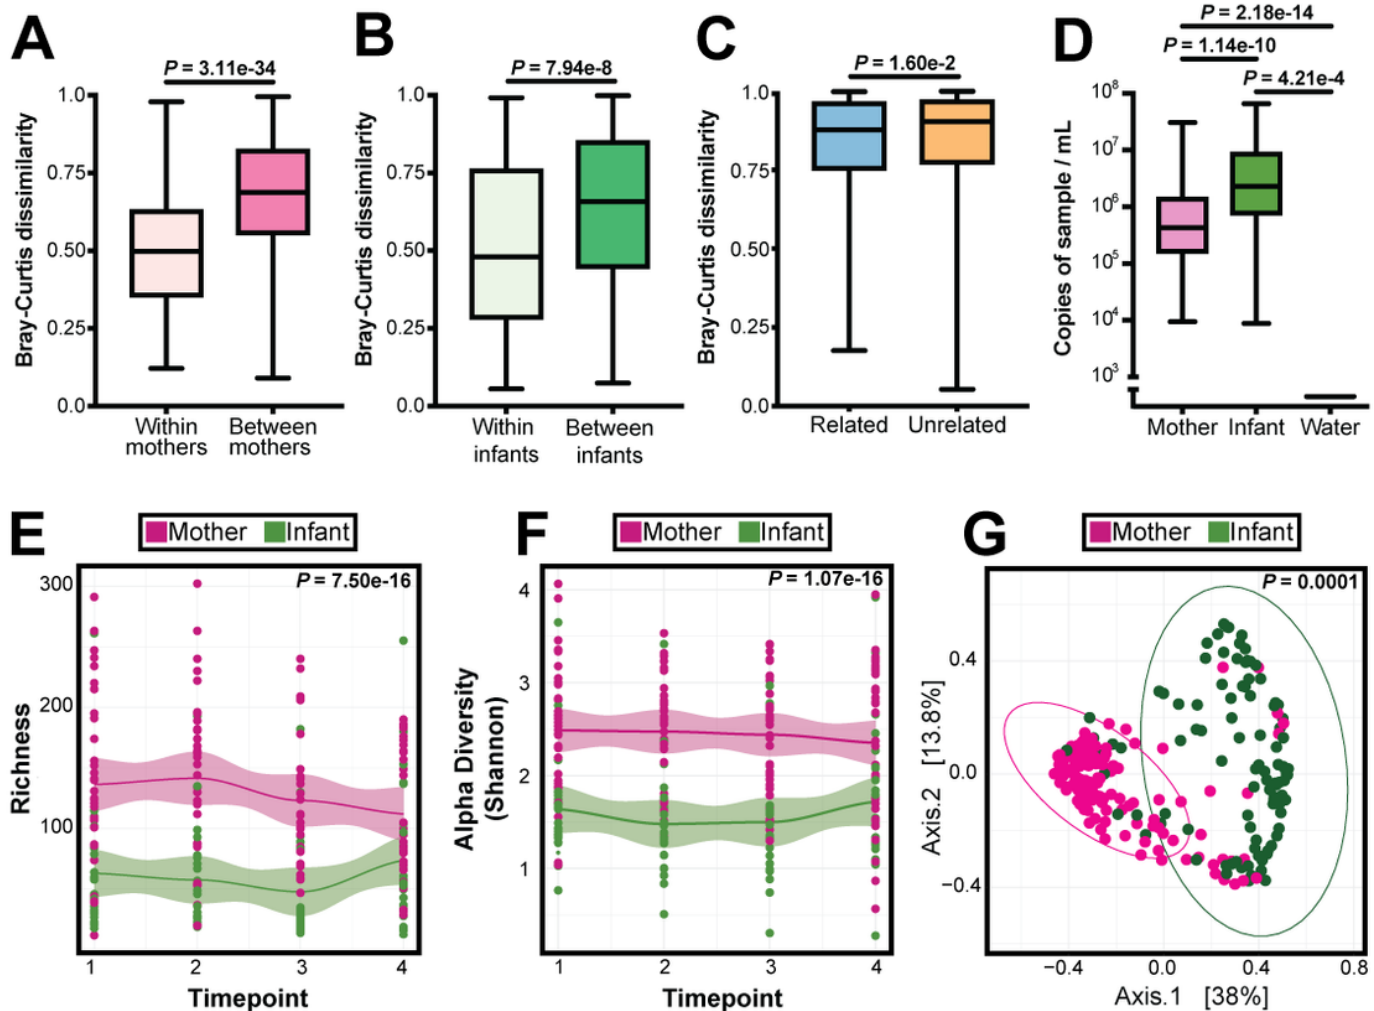 A
P = 3.11e-34
Bray-Curtis dissimilarity
1.0
0.75
0.50
0.25
0.0
Within
mothers
Between
mothers
B
P = 7.94e-8
Bray-Curtis dissimilarity
1.0
0.75
0.50
0.25
0.0
Within
infants
Between
infants
C
P = 1.60e-2
Bray-Curtis dissimilarity
1.0
0.75
0.50
0.25
0.0
Related
Unrelated
D
P = 2.18e-14
P = 1.14e-10
P = 4.21e-4
Copies of sample / mL
10⁸
10⁷
10⁶
10⁵
10⁴
10³
Mother
Infant
Water
E
Mother
Infant
P = 7.50e-16
Richness
300
200
100
1
2
3
4
Timepoint
F
Mother
Infant
P = 1.07e-16
Alpha Diversity
(Shannon)
4
3
2
1
1
2
3
4
Timepoint
G
Mother
Infant
P = 0.0001
Axis.2 [13.8%]
0.4
0.0
−0.4
−0.4
0.0
0.4
0.8
Axis.1 [38%]